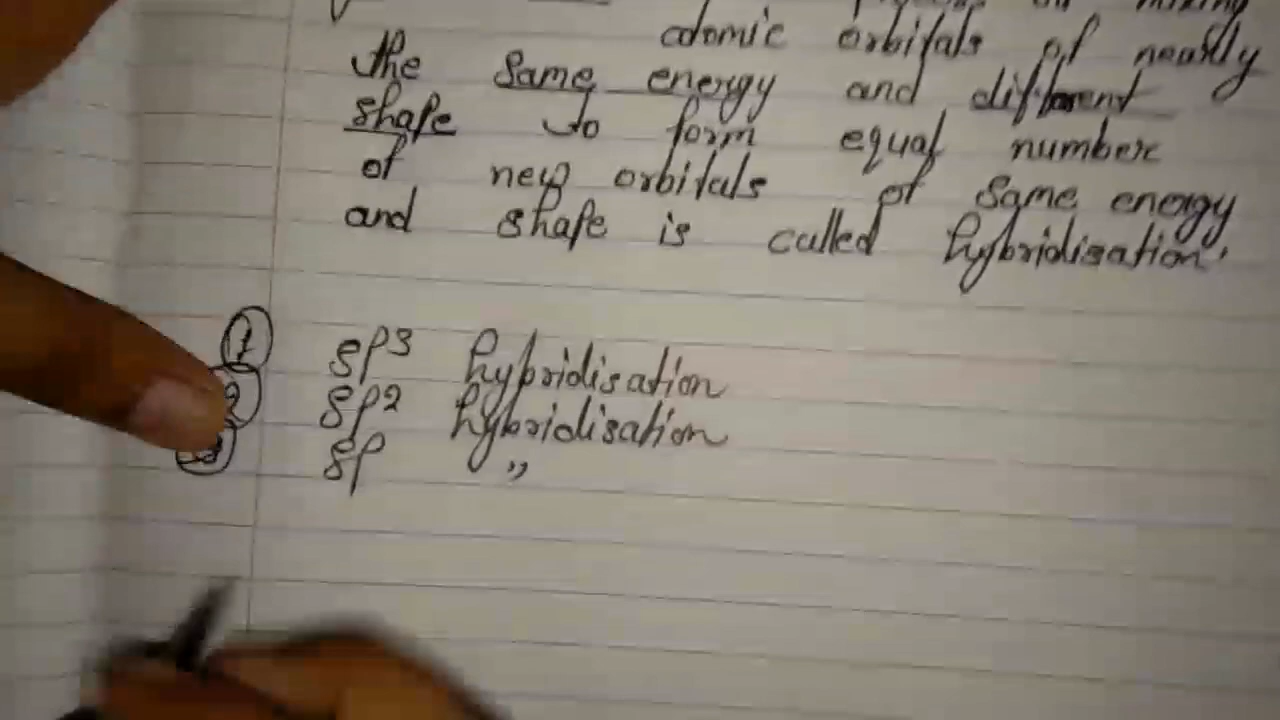 mixing
atomic orbitals of nearly
the same energy and different
shape to form equal number
of new orbitals of same energy
and shape is called hybridisation.
1 SP3 hybridisation
2 SP2 hybridisation
SP "